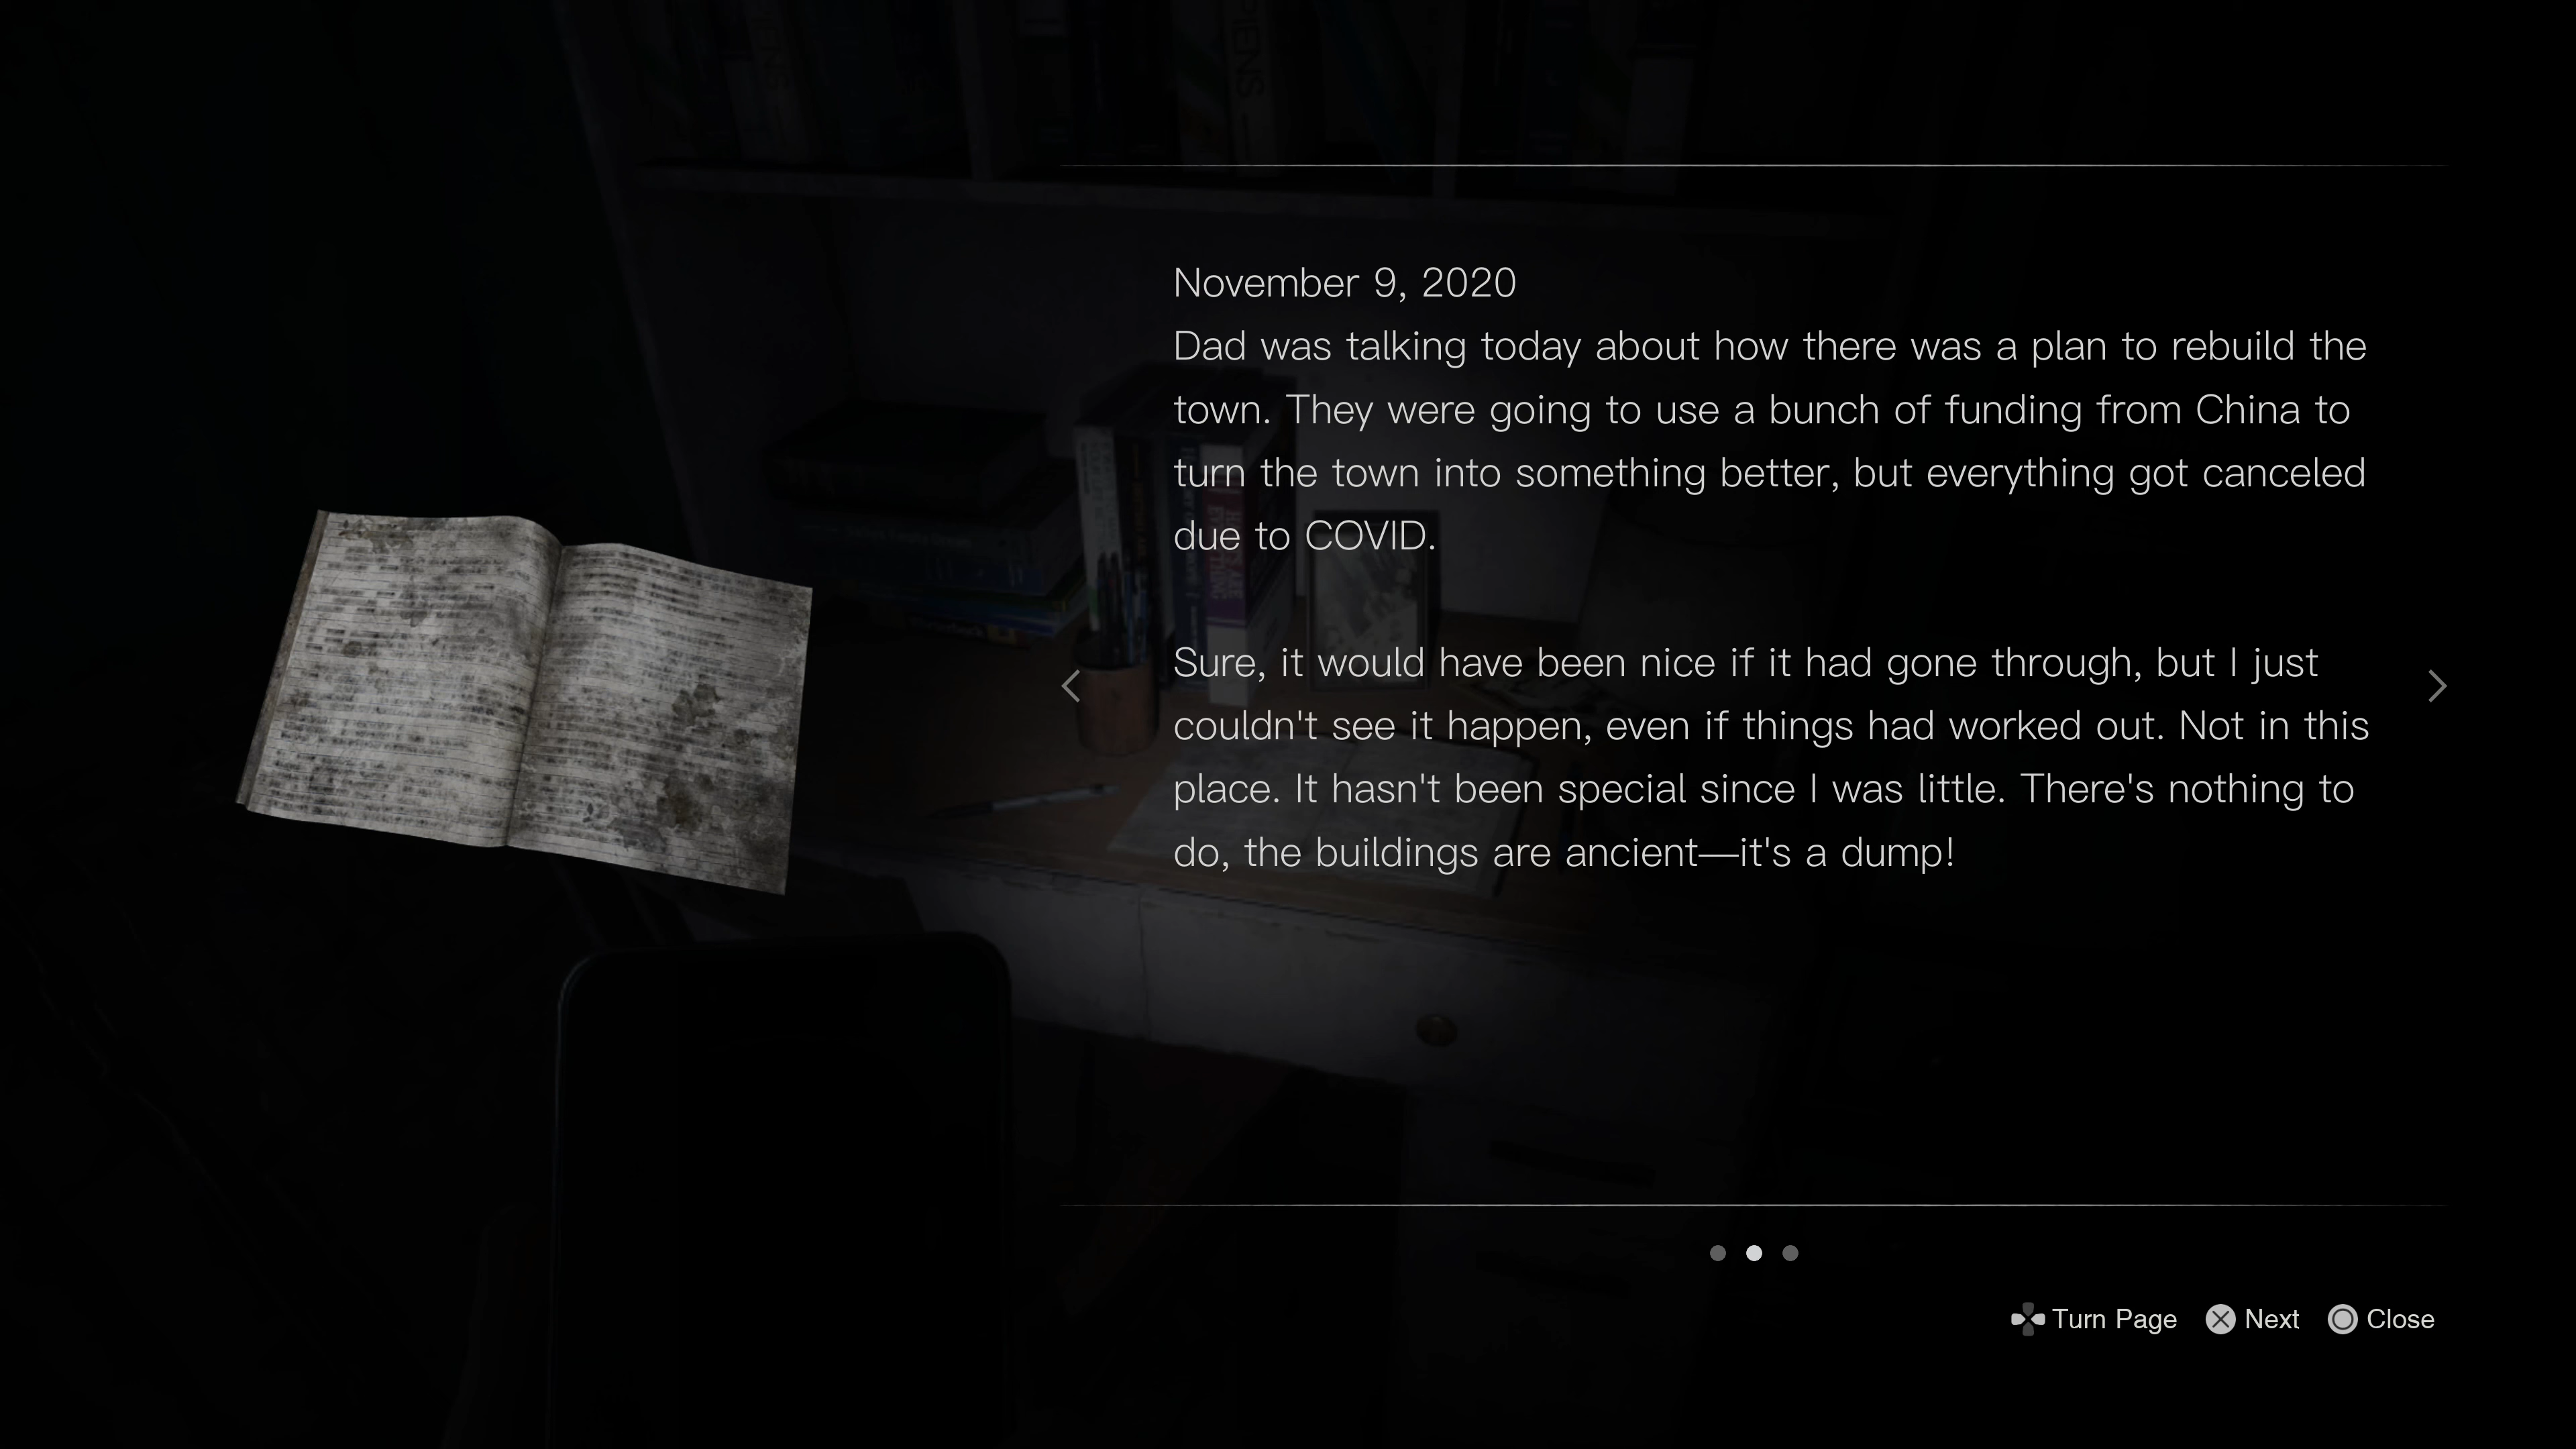 November 9, 2020
Dad was talking today about how there was a plan to rebuild the
town. They were going to use a bunch of funding from China to
turn the town into something better, but everything got canceled
due to COVID.
Sure, it would have been nice if it had gone through, but I just
couldn't see it happen, even if things had worked out. Not in this
place. It hasn't been special since I was little. There's nothing to
do, the buildings are ancient—it's a dump!
Turn Page Next Close